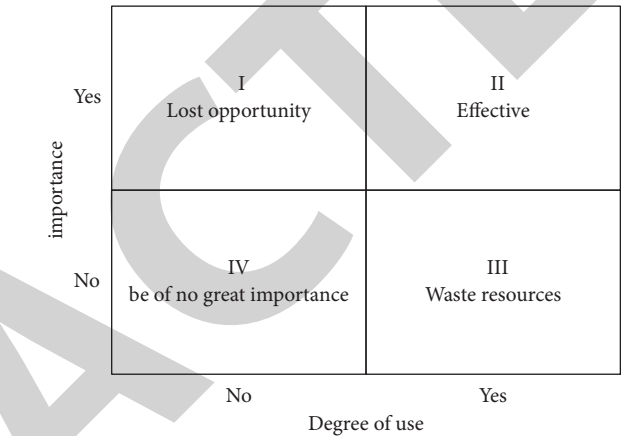 I
Lost opportunity
II
Effective
Yes
importance
No
IV
be of no great importance
III
Waste resources
No
Yes
Degree of use